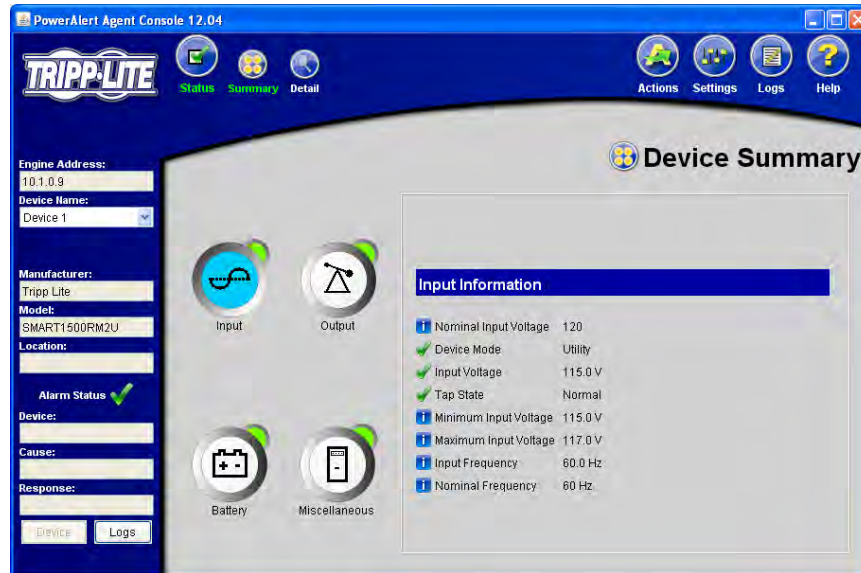 PowerAlert Agent Console 12.04
TRIPP·LITE
Status Summary Detail
Actions Settings Logs Help
Device Summary
Engine Address:
10.1.0.9
Device Name:
Device 1
Manufacturer:
Tripp Lite
Model:
SMART1500RM2U
Location:
Alarm Status
Device:
Cause:
Response:
Device Logs
Input Output
Battery Miscellaneous
Input Information
Nominal Input Voltage 120
Device Mode Utility
Input Voltage 115.0 V
Tap State Normal
Minimum Input Voltage 115.0 V
Maximum Input Voltage 117.0 V
Input Frequency 60.0 Hz
Nominal Frequency 60 Hz